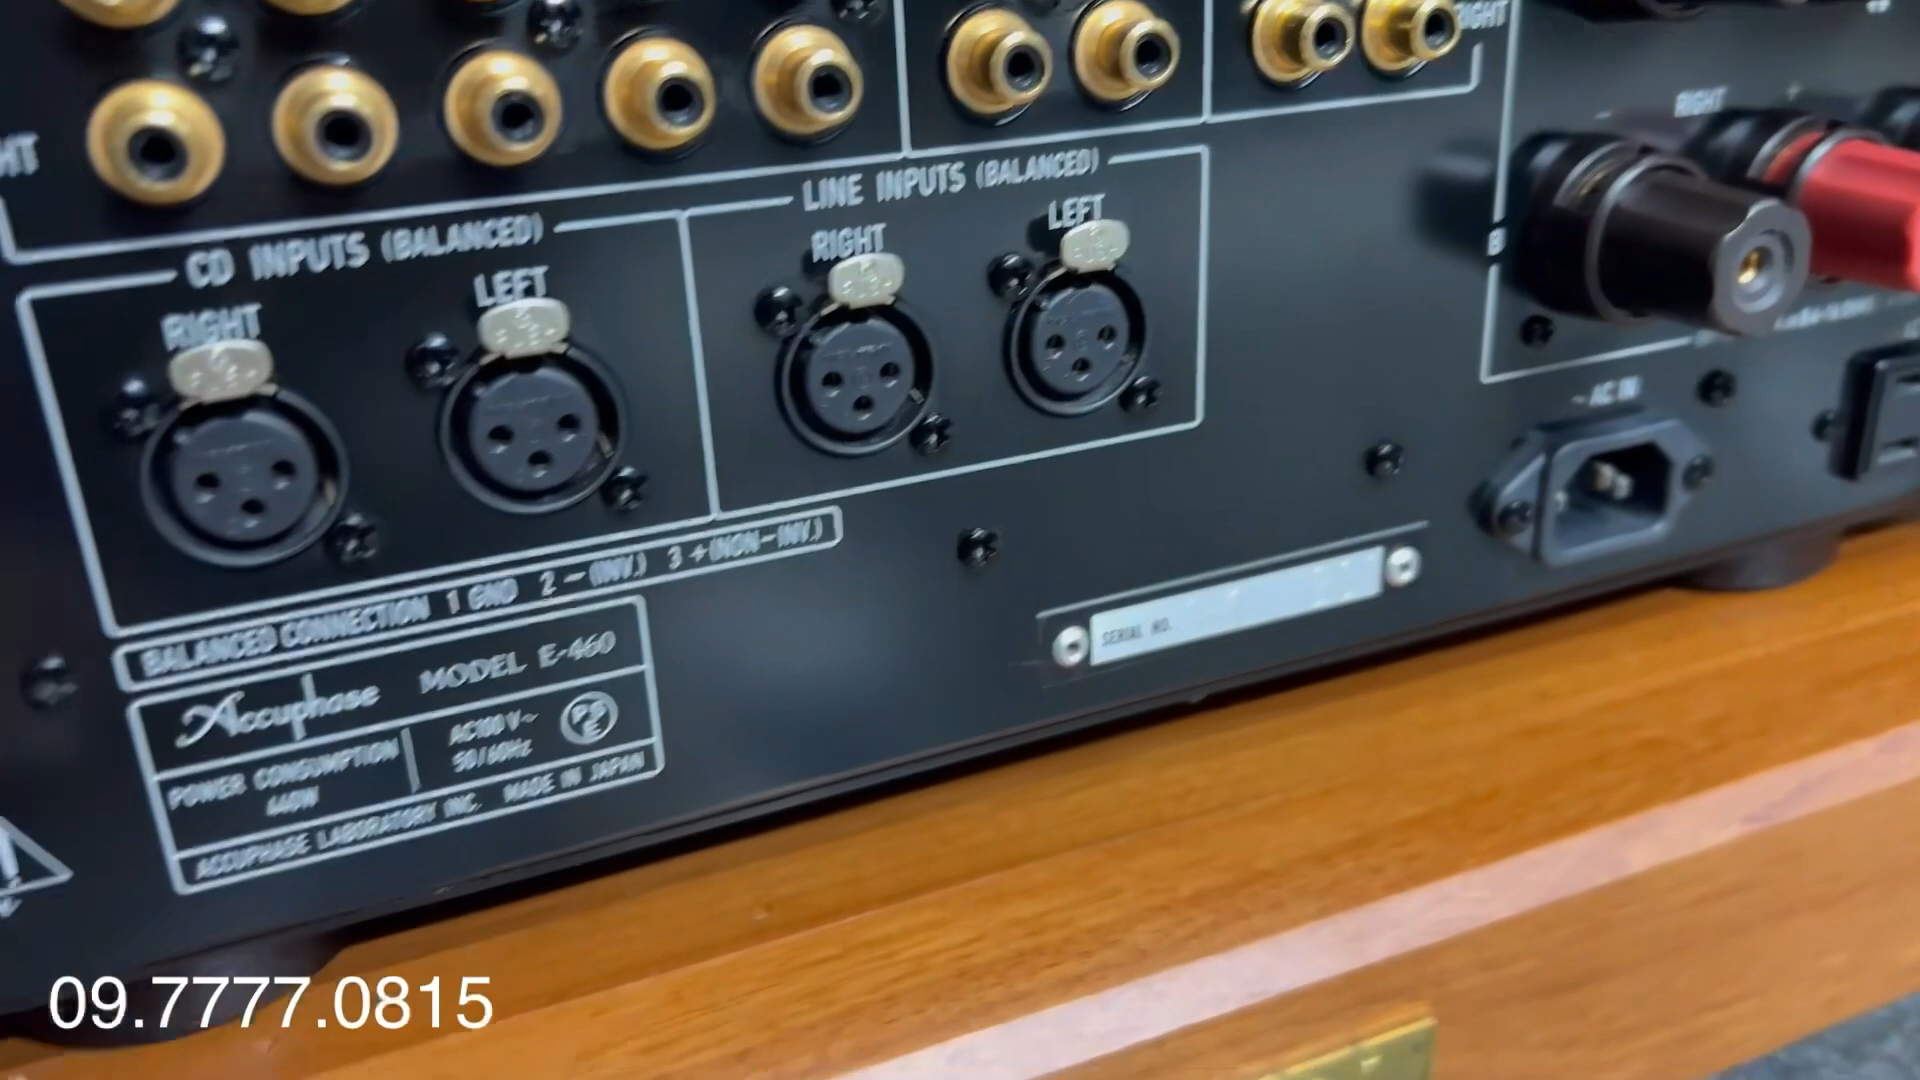 RIGHT
RIGHT
LINE INPUTS (BALANCED)
LEFT
RIGHT
CD INPUTS (BALANCED)
LEFT
RIGHT
B
~ AC IN
BALANCED CONNECTION 1 GND 2 – (INV.) 3 + (NON–INV.)
Accuphase MODEL E-460
POWER CONSUMPTION
440W
AC100V~
50/60Hz
PSE
ACCUPHASE LABORATORY INC. MADE IN JAPAN
SERIAL NO.
09.7777.0815